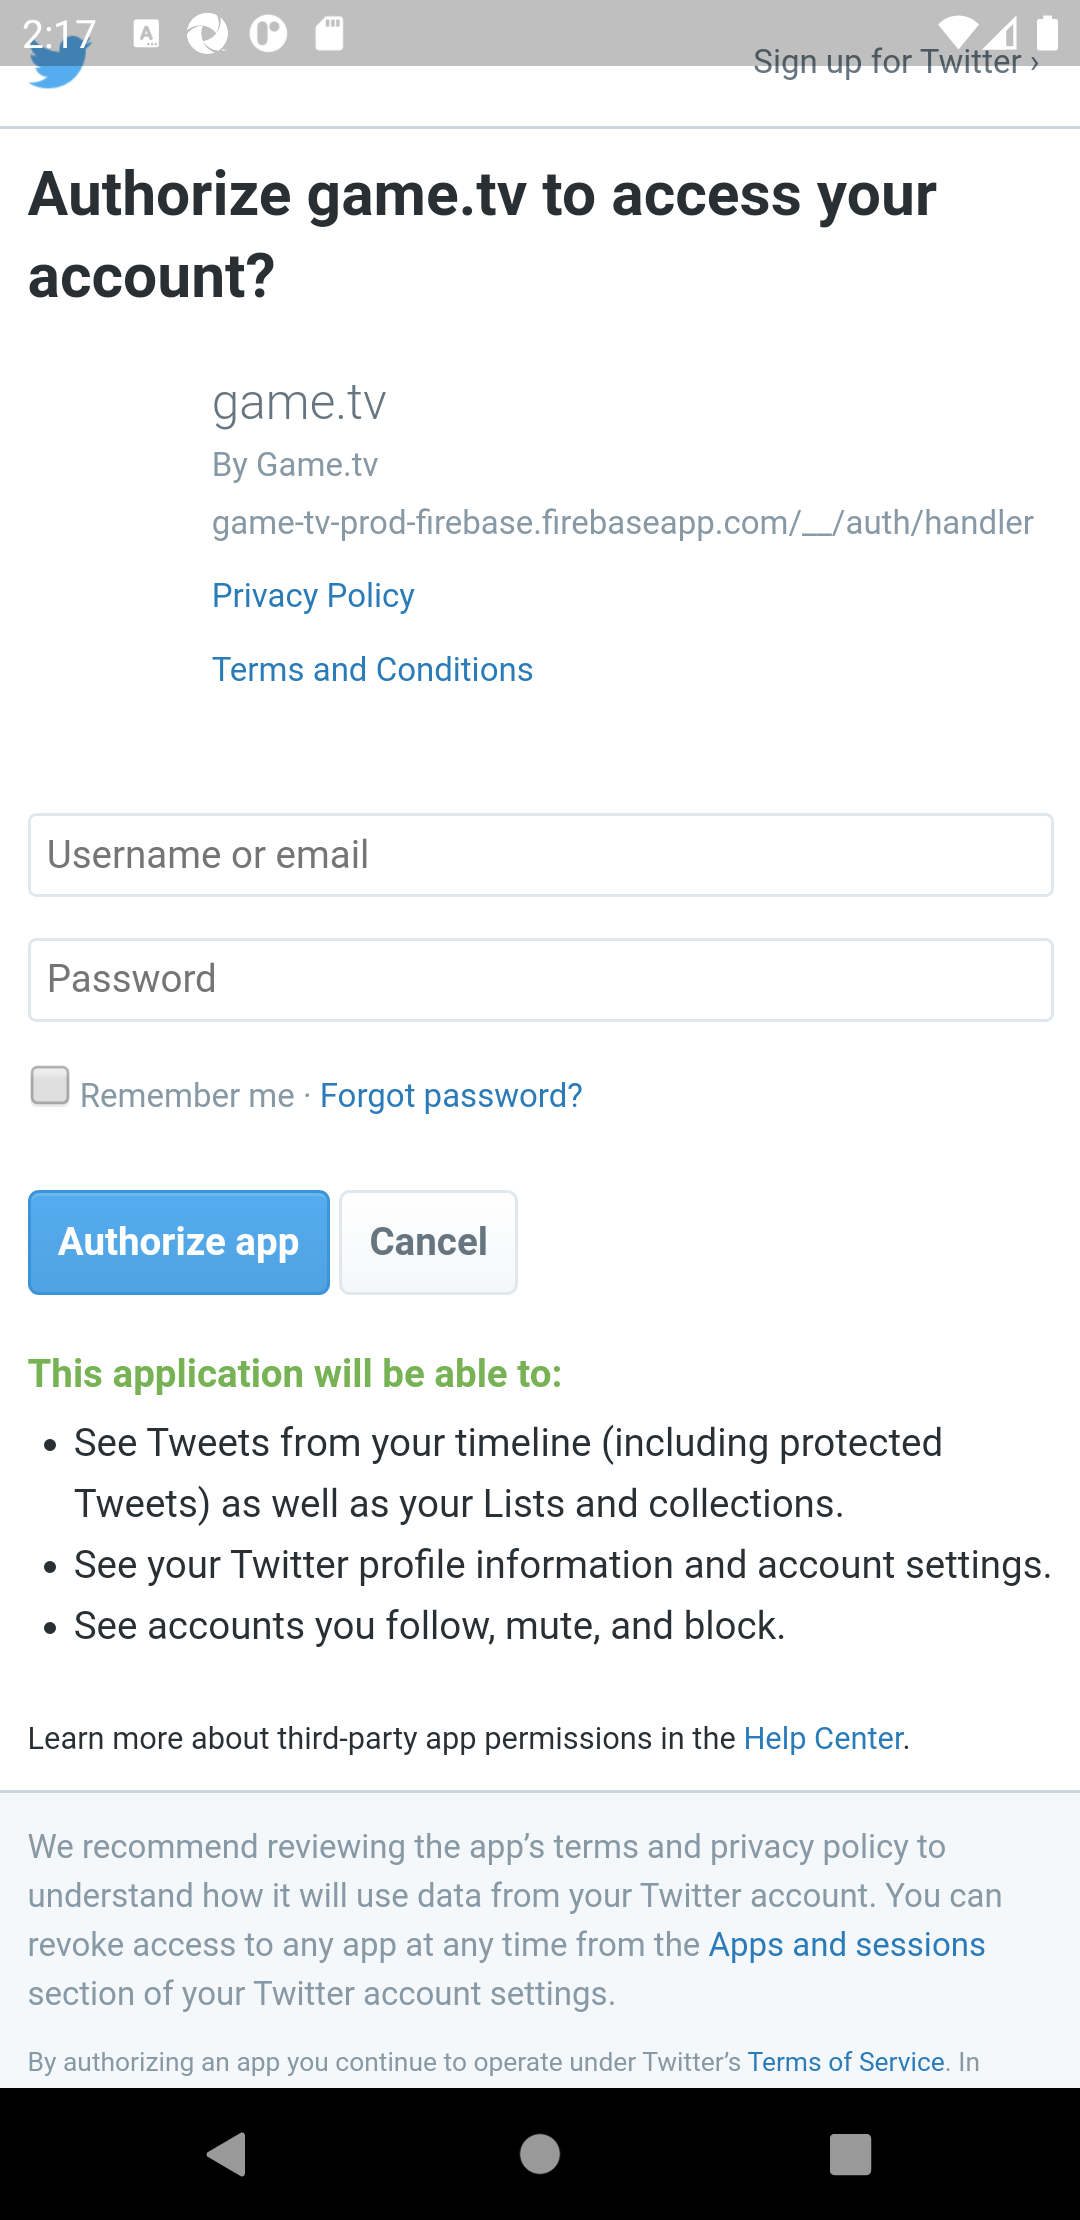 2:17
Sign up for Twitter ›
Authorize game.tv to access your
account?
game.tv
By Game.tv
game-tv-prod-firebase.firebaseapp.com/__/auth/handler
Privacy Policy
Terms and Conditions
Username or email
Password
Remember me · Forgot password?
Authorize app
Cancel
This application will be able to:
• See Tweets from your timeline (including protected
Tweets) as well as your Lists and collections.
• See your Twitter profile information and account settings.
• See accounts you follow, mute, and block.
Learn more about third-party app permissions in the Help Center.
We recommend reviewing the app’s terms and privacy policy to
understand how it will use data from your Twitter account. You can
revoke access to any app at any time from the Apps and sessions
section of your Twitter account settings.
By authorizing an app you continue to operate under Twitter’s Terms of Service. In